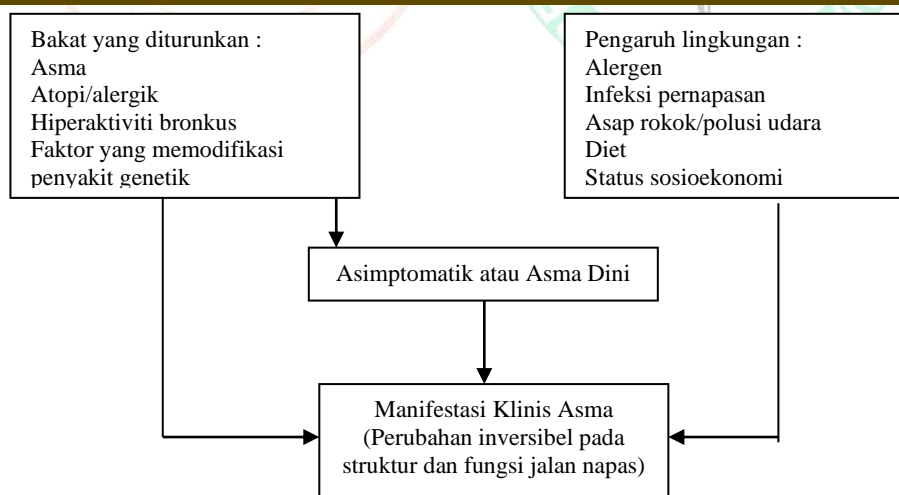 Bakat yang diturunkan :
Asma
Atopi/alergik
Hiperaktiviti bronkus
Faktor yang memodifikasi
penyakit genetik
Pengaruh lingkungan :
Alergen
Infeksi pernapasan
Asap rokok/polusi udara
Diet
Status sosioekonomi
Asimptomatik atau Asma Dini
Manifestasi Klinis Asma
(Perubahan inversibel pada
struktur dan fungsi jalan napas)